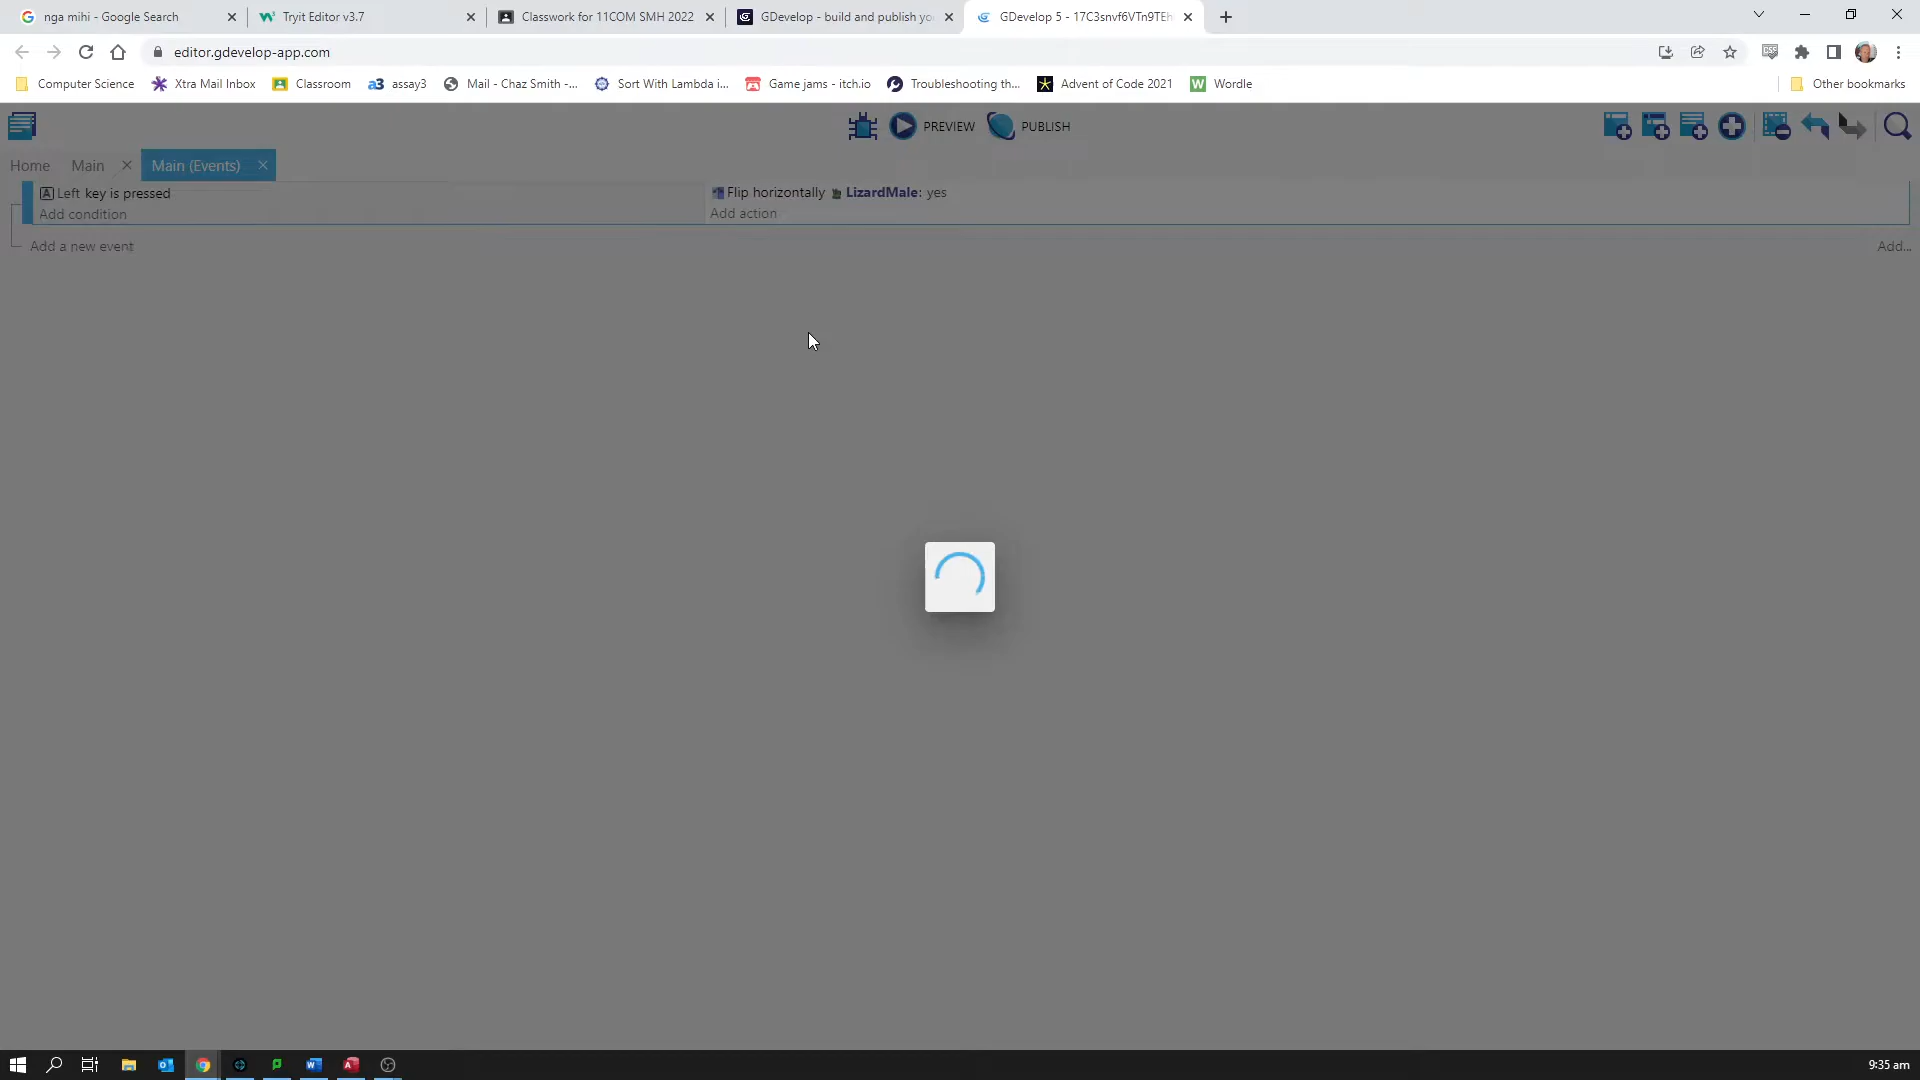 nga mihi - Google Search
Tryit Editor v3.7
Classwork for 11COM SMH 2022
GDevelop - build and publish yo
GDevelop 5 - 17C3snvf6VTn9TEh
editor.gdevelop-app.com
Computer Science
Xtra Mail Inbox
Classroom
a3 assay3
Mail - Chaz Smith -...
Sort With Lambda i...
Game jams - itch.io
Troubleshooting th...
Advent of Code 2021
W Wordle
Other bookmarks
PREVIEW
PUBLISH
Home
Main
Main (Events)
A Left key is pressed
Flip horizontally LizardMale: yes
Add condition
Add action
Add a new event
Add...
9:35 am